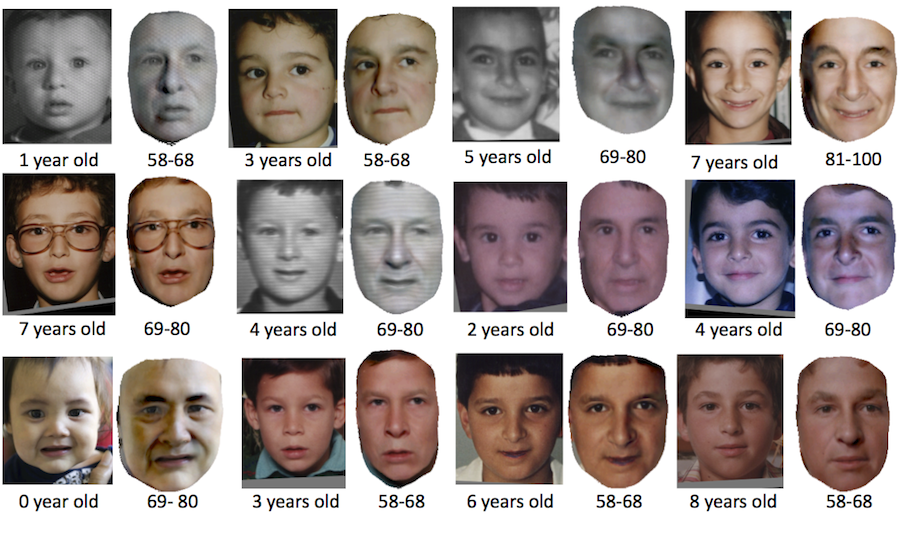 1 year old 58-68 3 years old 58-68 5 years old 69-80 7 years old 81-100
7 years old 69-80 4 years old 69-80 2 years old 69-80 4 years old 69-80
0 year old 69- 80 3 years old 58-68 6 years old 58-68 8 years old 58-68